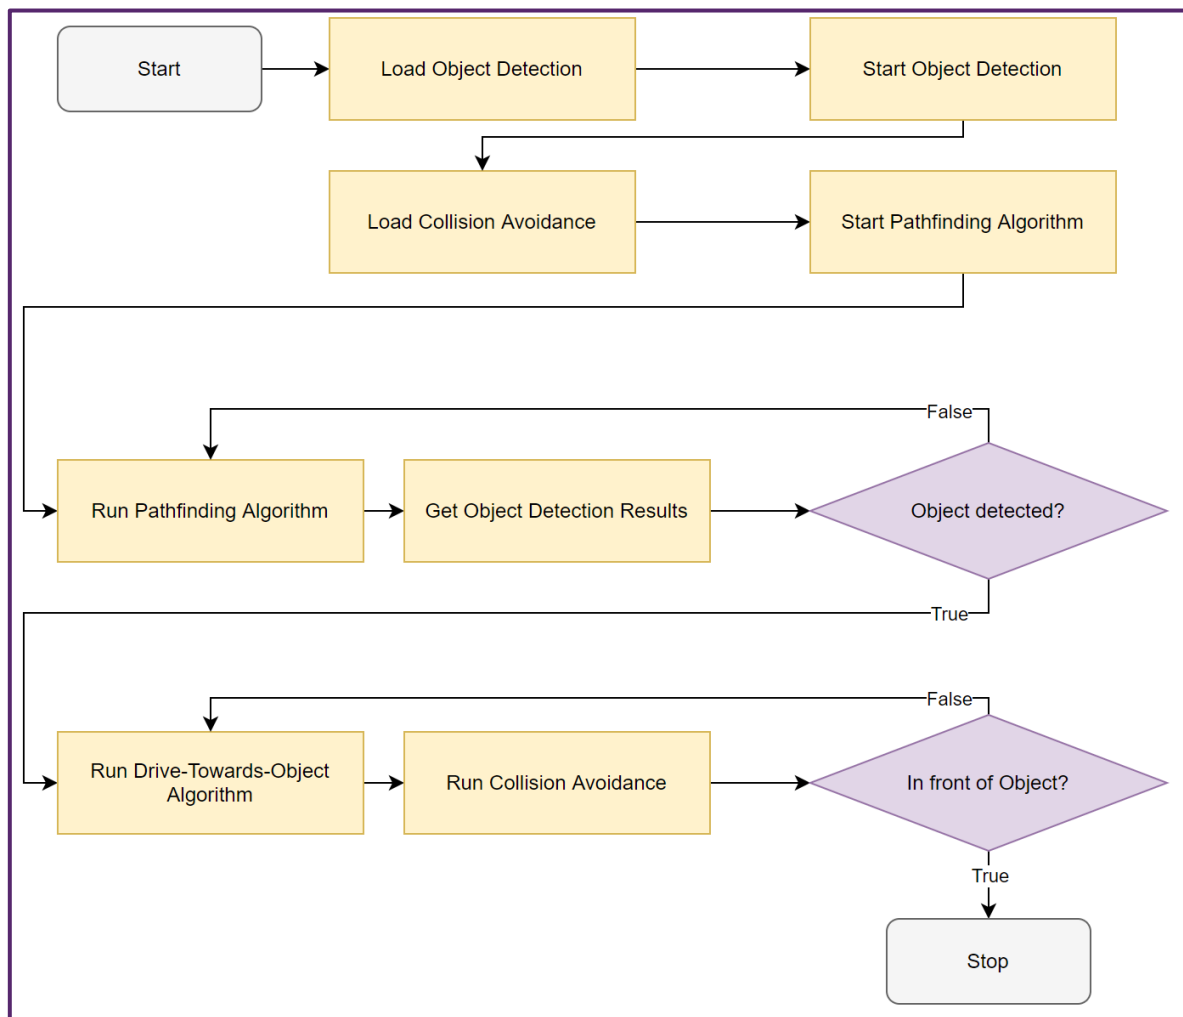 Start
Load Object Detection
Start Object Detection
Load Collision Avoidance
Start Pathfinding Algorithm
False
Run Pathfinding Algorithm
Get Object Detection Results
Object detected?
True
False
Run Drive-Towards-Object
Algorithm
Run Collision Avoidance
In front of Object?
True
Stop